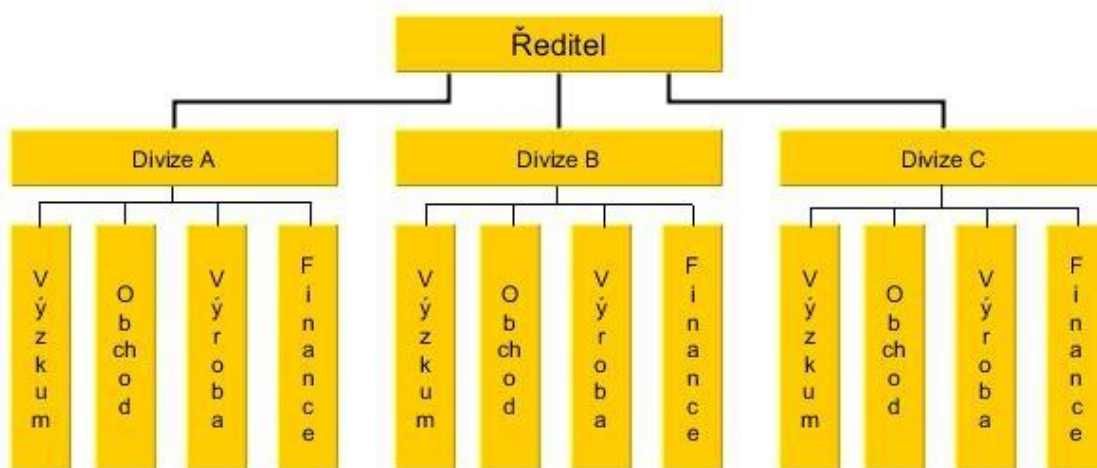 Ředitel
Divize A
Divize B
Divize C
Výzkum
Obchod
Výroba
Finance
Výzkum
Obchod
Výroba
Finance
Výzkum
Obchod
Výroba
Finance